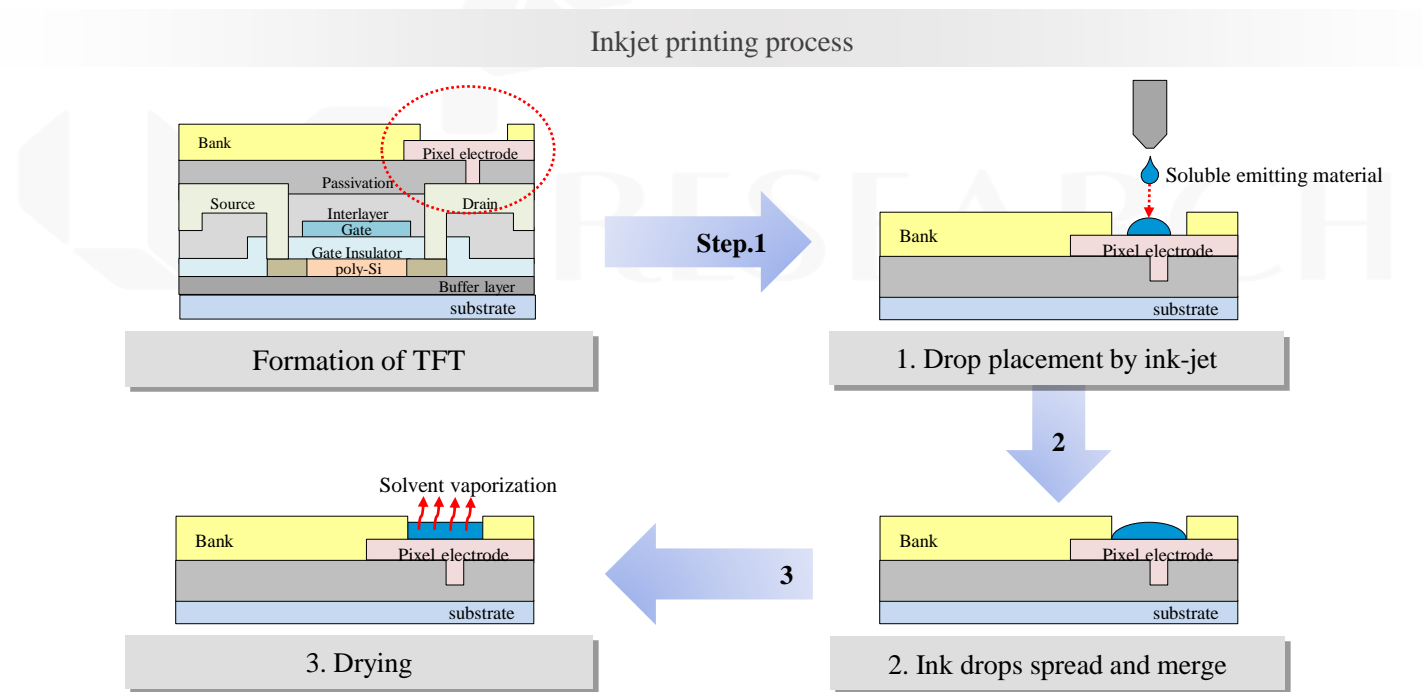 Inkjet printing process
Bank
Pixel electrode
Passivation
Source
Drain
Interlayer
Gate
Gate Insulator
poly-Si
Buffer layer
substrate
Formation of TFT
Step.1
Soluble emitting material
Bank
Pixel electrode
substrate
1. Drop placement by ink-jet
2
Bank
Pixel electrode
substrate
2. Ink drops spread and merge
3
Solvent vaporization
Bank
Pixel electrode
substrate
3. Drying
RESEARCH